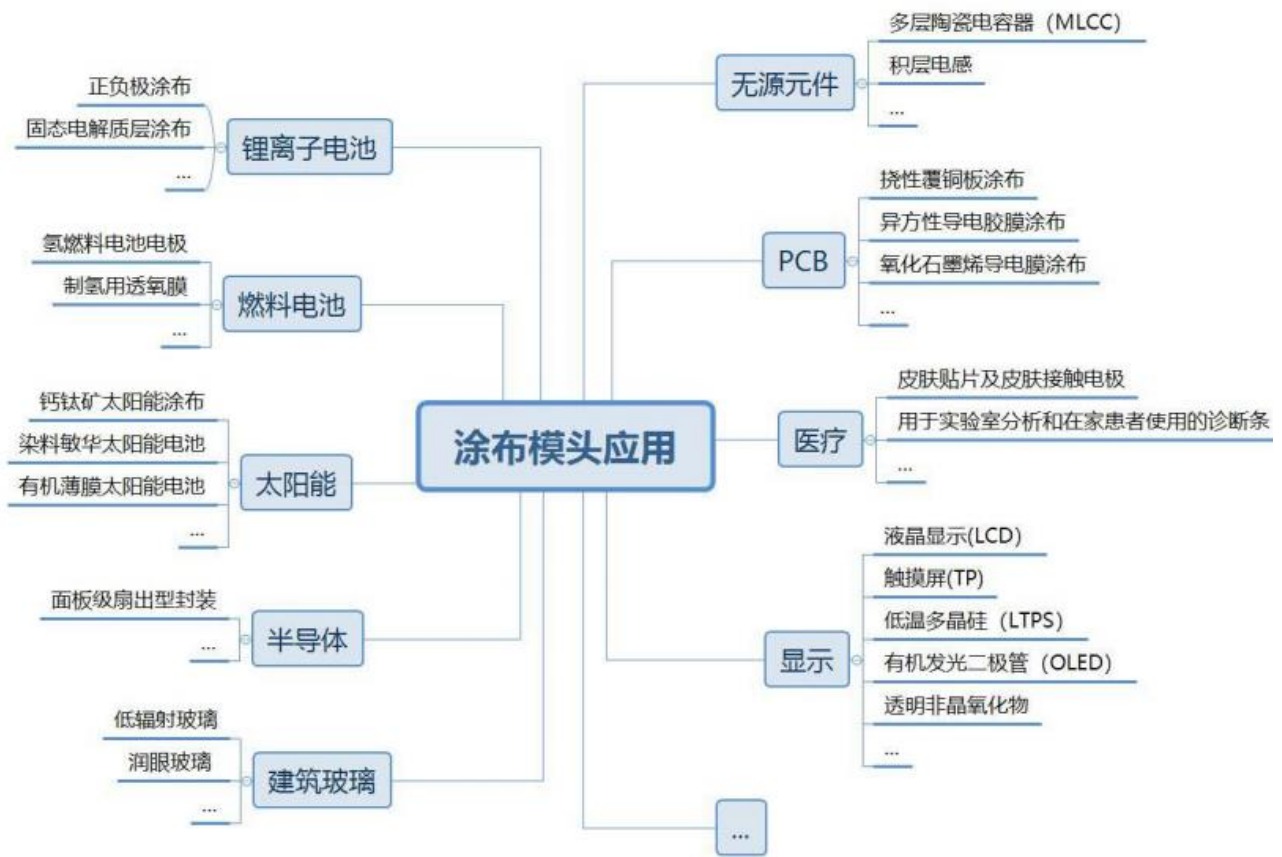 涂布模头应用
锂离子电池
正负极涂布
固态电解质层涂布
...
燃料电池
氢燃料电池电极
制氢用透氧膜
...
太阳能
钙钛矿太阳能涂布
染料敏华太阳能电池
有机薄膜太阳能电池
...
半导体
面板级扇出型封装
...
建筑玻璃
低辐射玻璃
润眼玻璃
...
无源元件
多层陶瓷电容器（MLCC）
积层电感
...
PCB
挠性覆铜板涂布
异方性导电胶膜涂布
氧化石墨烯导电膜涂布
...
医疗
皮肤贴片及皮肤接触电极
用于实验室分析和在家患者使用的诊断条
...
显示
液晶显示(LCD)
触摸屏(TP)
低温多晶硅（LTPS）
有机发光二极管（OLED）
透明非晶氧化物
...
...